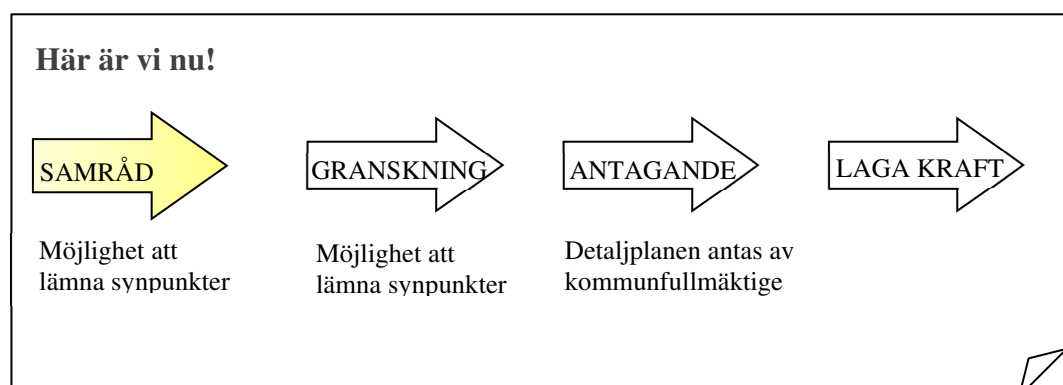 Här är vi nu!
SAMRÅD
GRANSKNING
ANTAGANDE
LAGA KRAFT
Möjlighet att
lämna synpunkter
Möjlighet att
lämna synpunkter
Detaljplanen antas av
kommunfullmäktige